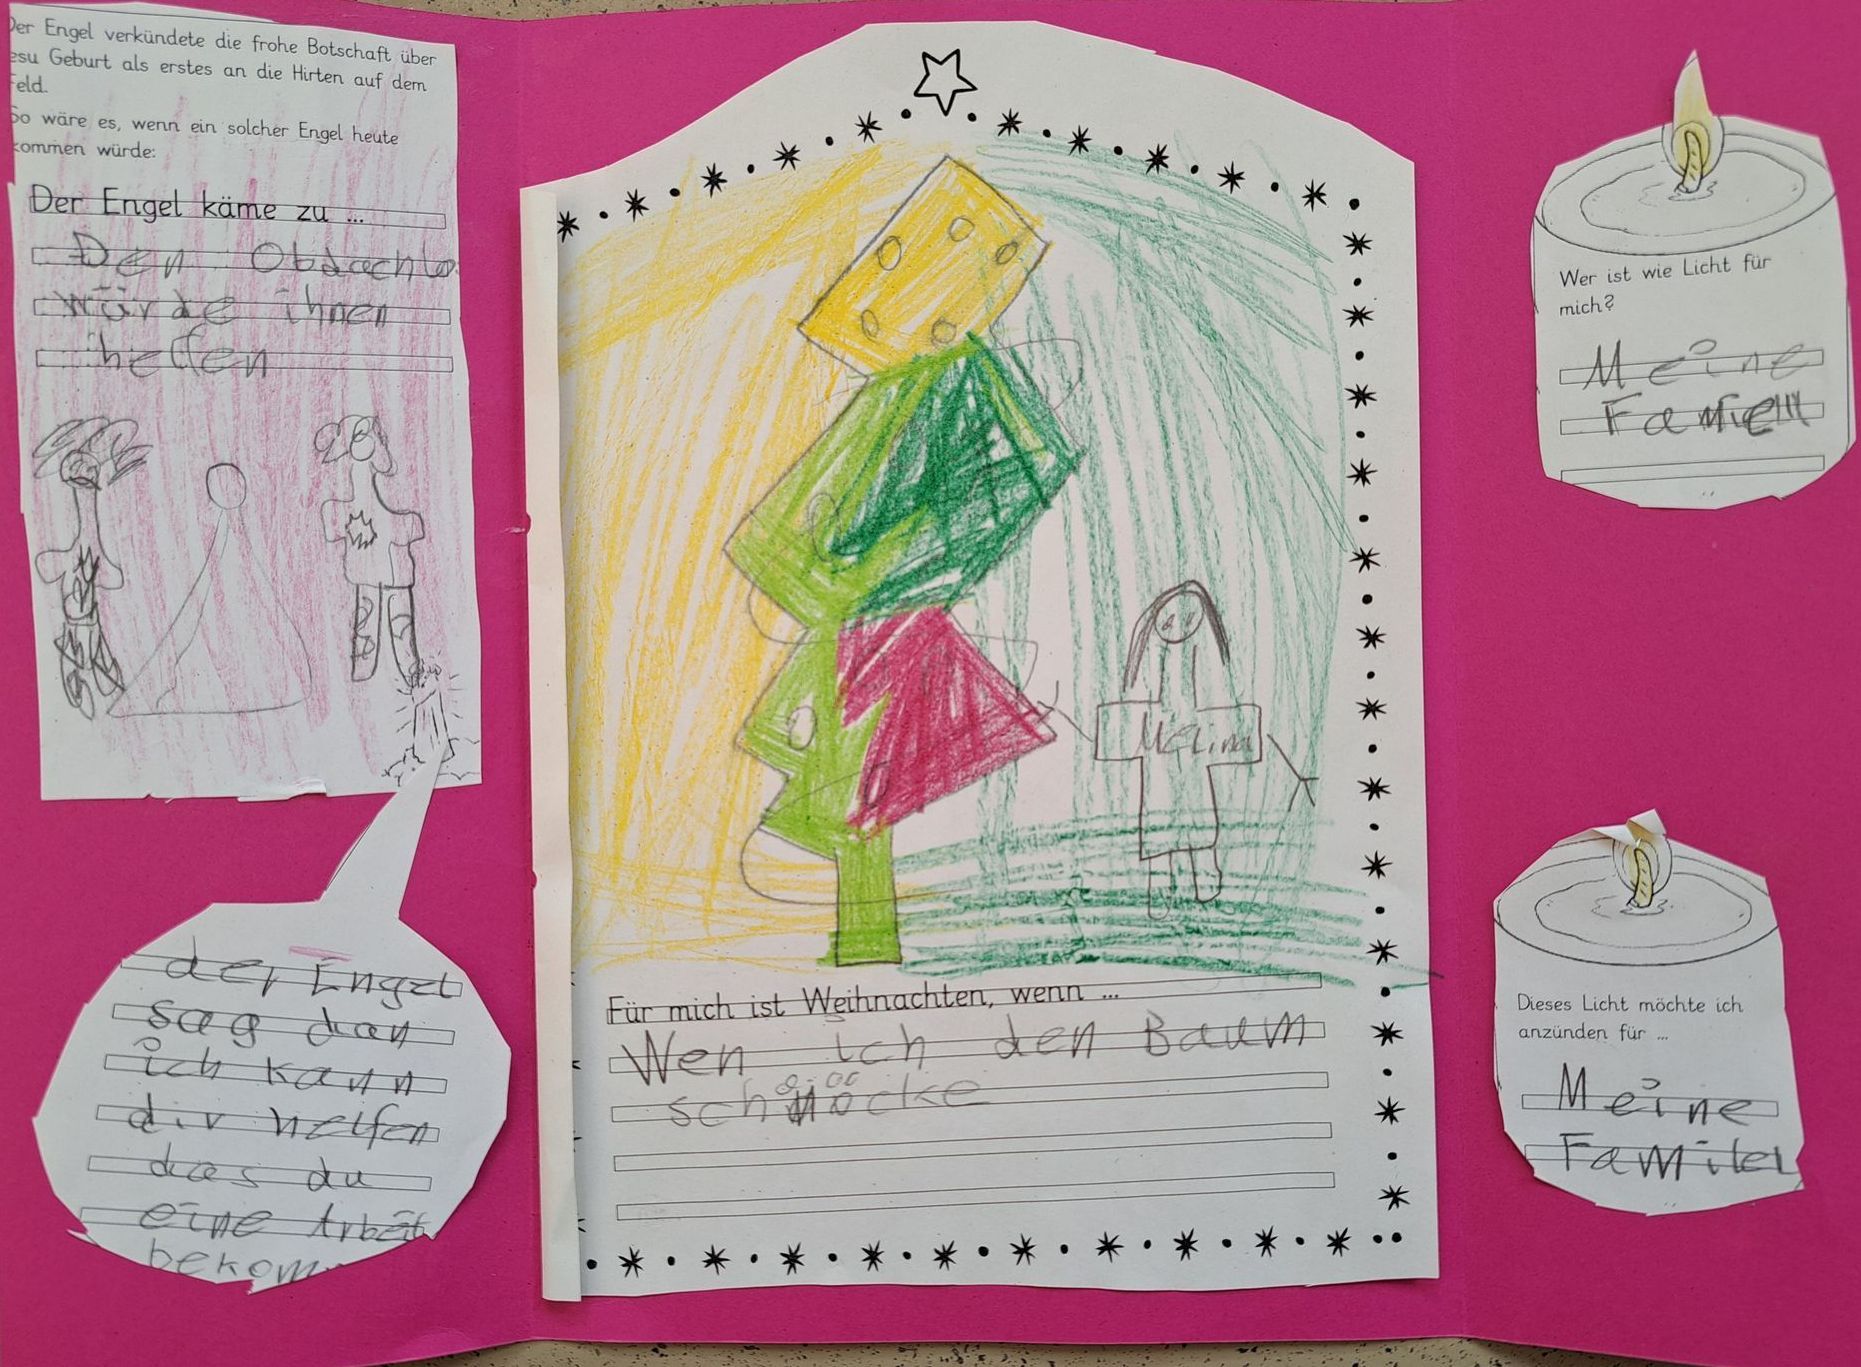 Der Engel verkündete die frohe Botschaft über
esu Geburt als erstes an die Hirten auf dem
Feld.
So wäre es, wenn ein solcher Engel heute
kommen würde:
Der Engel käme zu ...
Den Obdachlo
würde ihnen
helfen
der Engel
sag dan
ich kann
dir helfen
das du
eine Arbeit
bekom
Melina
Für mich ist Weihnachten, wenn ...
Wen ich den Baum
schmöcke
Wer ist wie Licht für
mich?
Meine
Dieses Licht möchte ich
anzünden für ...
Meine
Familer